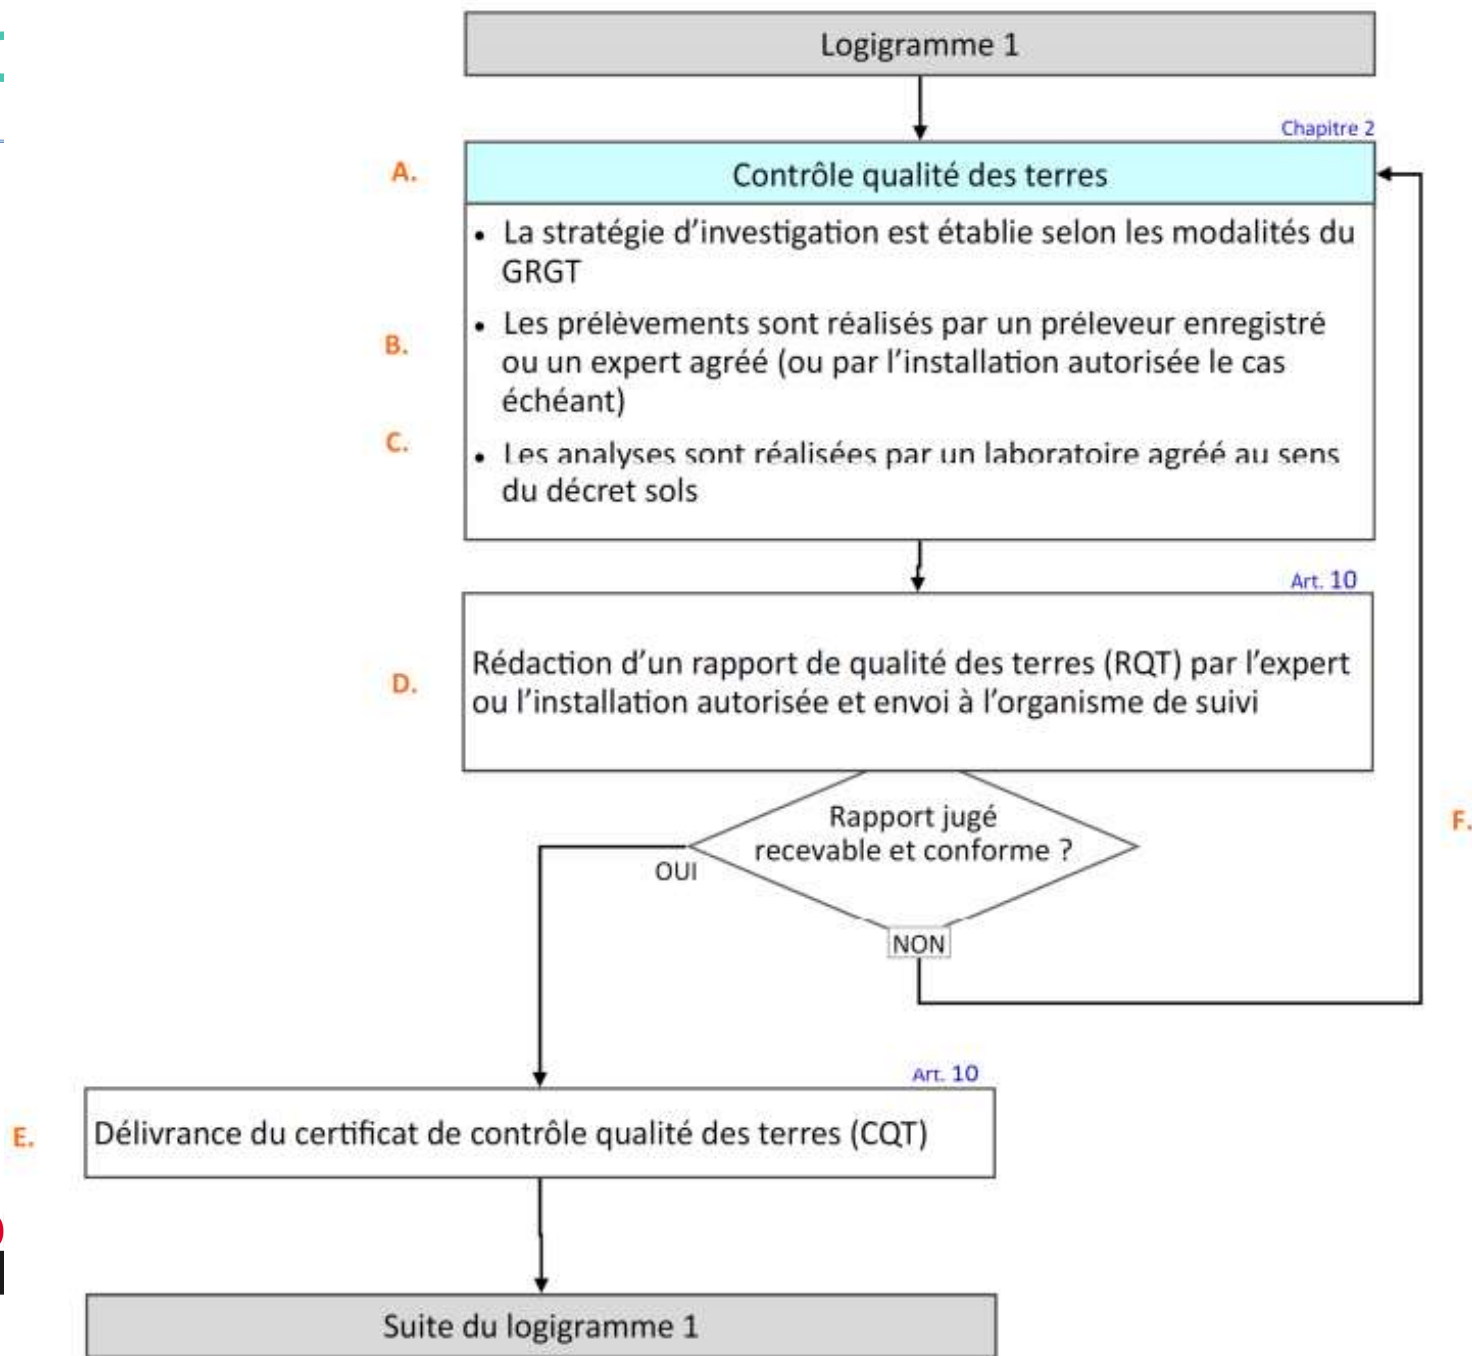 Logigramme 1
Chapitre 2
A.
Contrôle qualité des terres
• La stratégie d'investigation est établie selon les modalités du
GRGT
B.
• Les prélèvements sont réalisés par un préleveur enregistré
ou un expert agréé (ou par l'installation autorisée le cas
échéant)
C.
• Les analyses sont réalisées par un laboratoire agréé au sens
du décret sols
Art. 10
D.
Rédaction d'un rapport de qualité des terres (RQT) par l'expert
ou l'installation autorisée et envoi à l'organisme de suivi
Rapport jugé
recevable et conforme ?
F.
OUI
NON
Art. 10
E.
Délivrance du certificat de contrôle qualité des terres (CQT)
Suite du logigramme 1